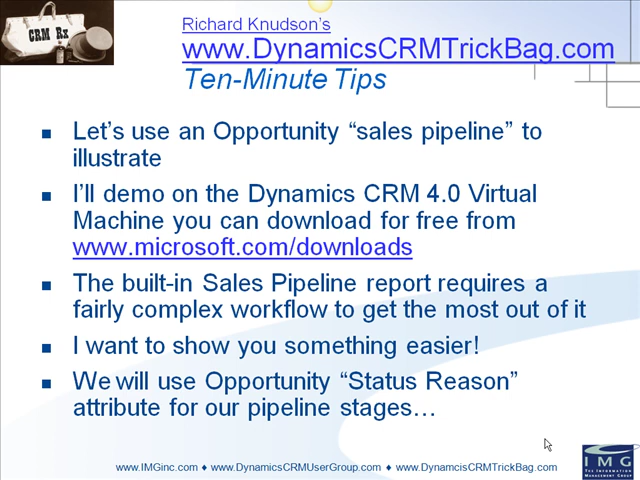 CRM Rx
Richard Knudson’s
www.DynamicsCRMTrickBag.com
Ten-Minute Tips
Let’s use an Opportunity “sales pipeline” to
illustrate
I’ll demo on the Dynamics CRM 4.0 Virtual
Machine you can download for free from
www.microsoft.com/downloads
The built-in Sales Pipeline report requires a
fairly complex workflow to get the most out of it
I want to show you something easier!
We will use Opportunity “Status Reason”
attribute for our pipeline stages…
www.IMGinc.com ♦ www.DynamicsCRMUserGroup.com ♦ www.DynamcisCRMTrickBag.com
IMG
THE INFORMATION
MANAGEMENT GROUP